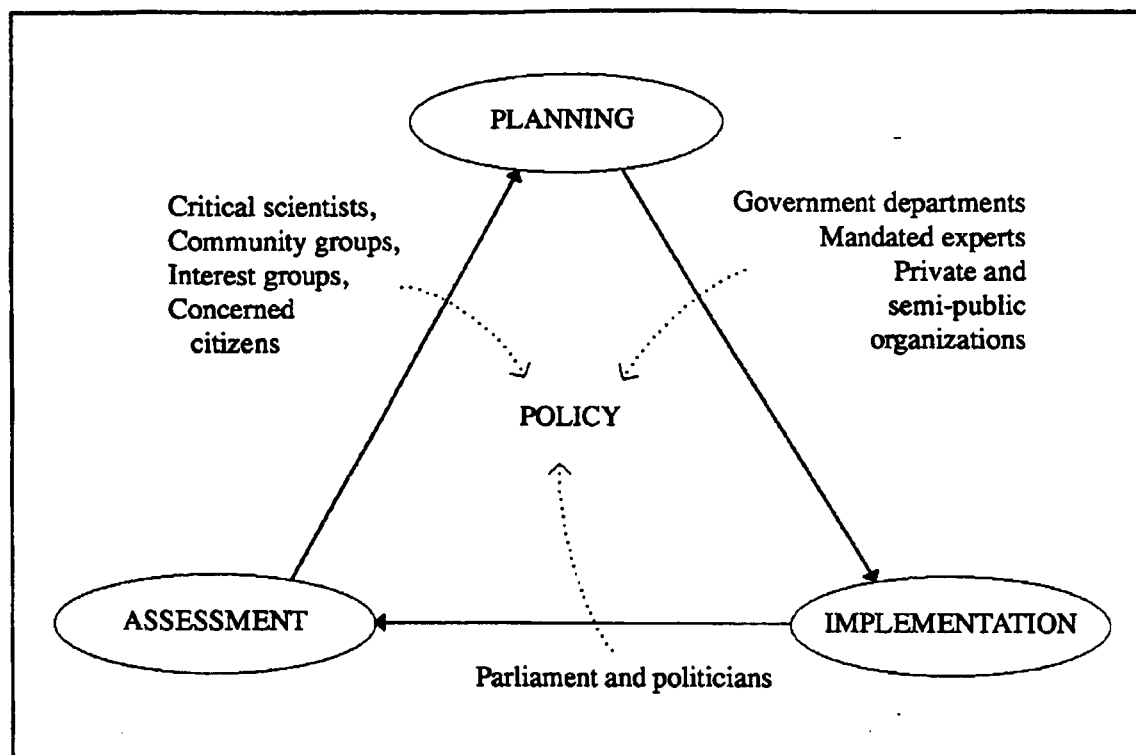 PLANNING
Critical scientists,
Community groups,
Interest groups,
Concerned
citizens
Government departments
Mandated experts
Private and
semi-public
organizations
POLICY
ASSESSMENT
IMPLEMENTATION
Parliament and politicians